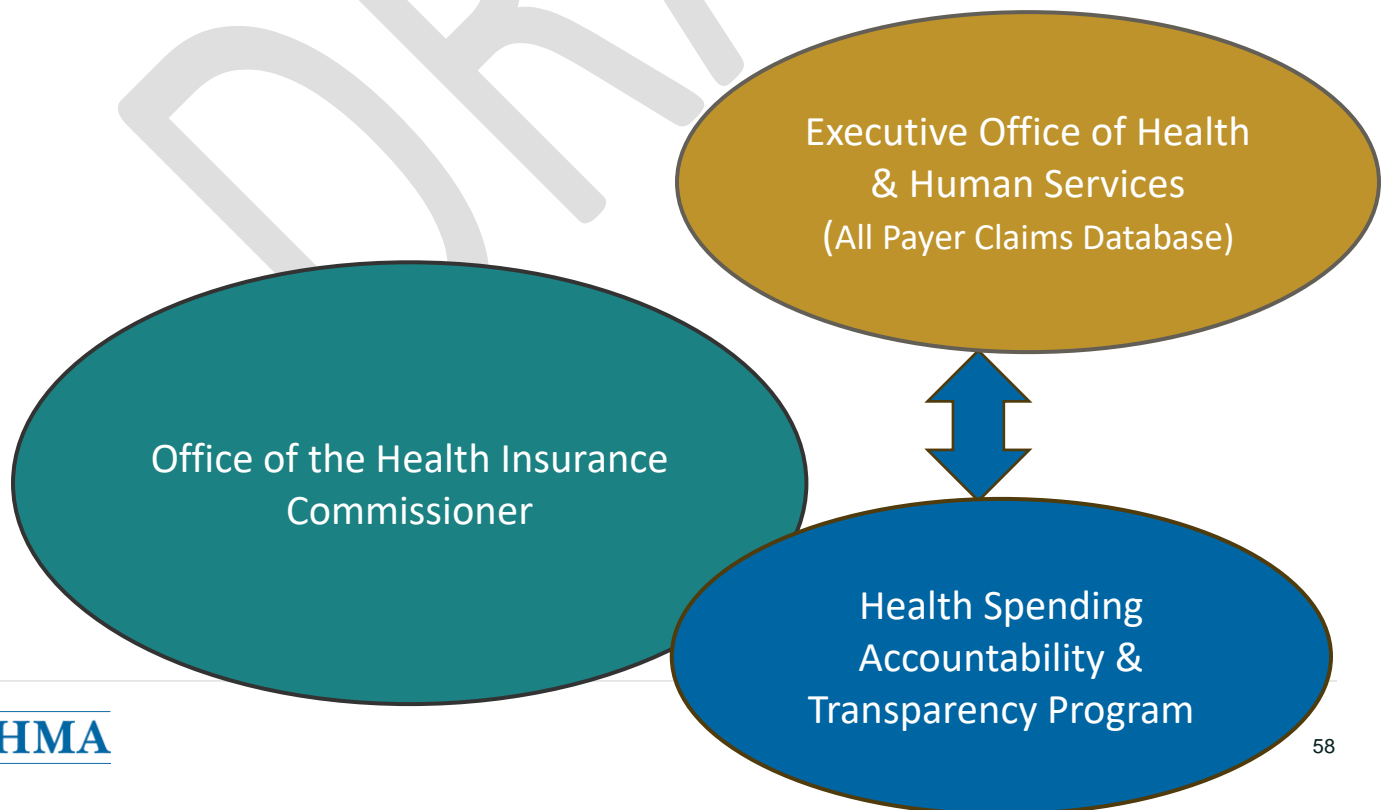 DRA
Executive Office of Health
& Human Services
(All Payer Claims Database)
Office of the Health Insurance
Commissioner
Health Spending
Accountability &
Transparency Program
HMA
58